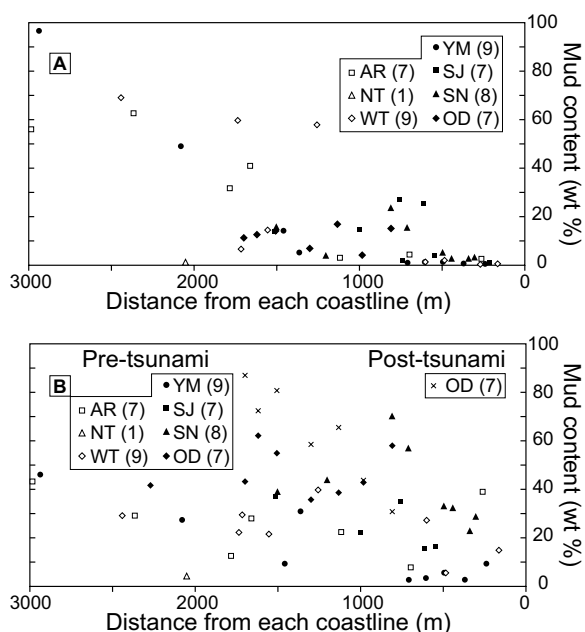 A
AR (7)
NT (1)
WT (9)
YM (9)
SJ (7)
SN (8)
OD (7)
100
80
60
40
20
0
Mud content (wt %)
3000 2000 1000 0
Distance from each coastline (m)
B
Pre-tsunami
Post-tsunami
AR (7)
NT (1)
WT (9)
YM (9)
SJ (7)
SN (8)
OD (7)
OD (7)
100
80
60
40
20
0
Mud content (wt %)
3000 2000 1000 0
Distance from each coastline (m)